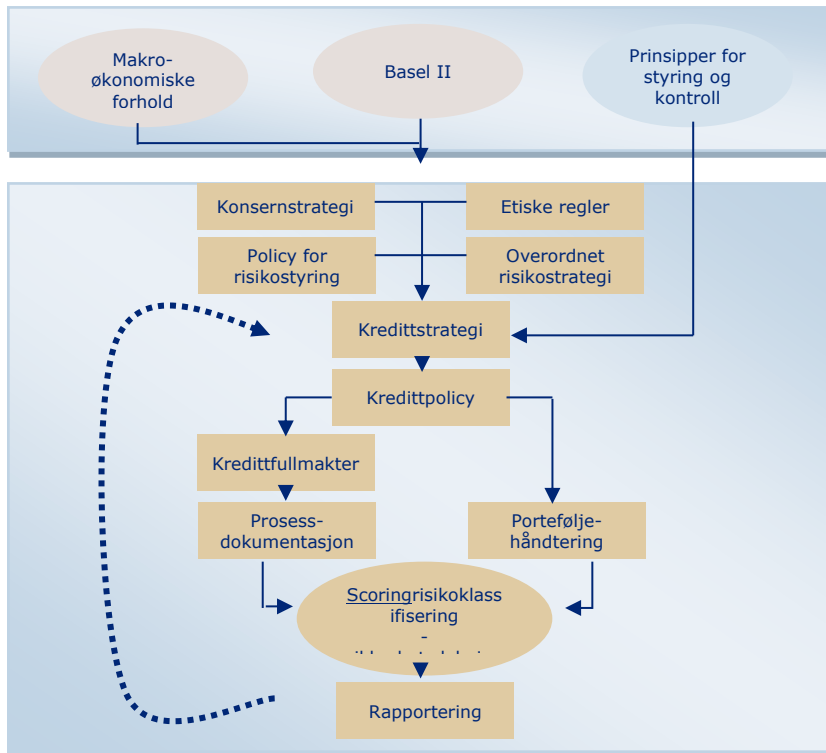 Makro-
økonomiske
forhold
Basel II
Prinsipper for
styring og
kontroll
Konsernstrategi
Etiske regler
Policy for
risikostyring
Overordnet
risikostrategi
Kredittstrategi
Kredittpolicy
Kredittfullmakter
Prosess-
dokumentasjon
Portefølje-
håndtering
Scoringrisikoklass
ifisering
-
Rapportering